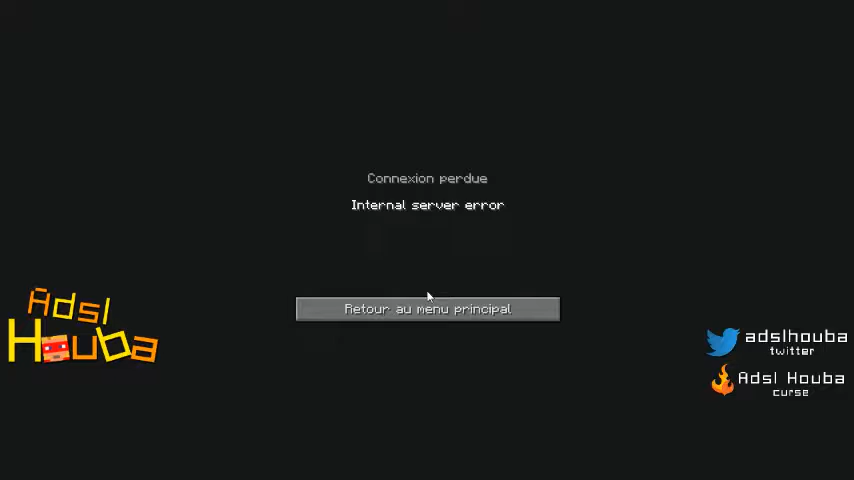 Connexion perdue
Internal server error
Retour au menu principal
Adsl
Houba
adslhouba
twitter
Adsl Houba
curse